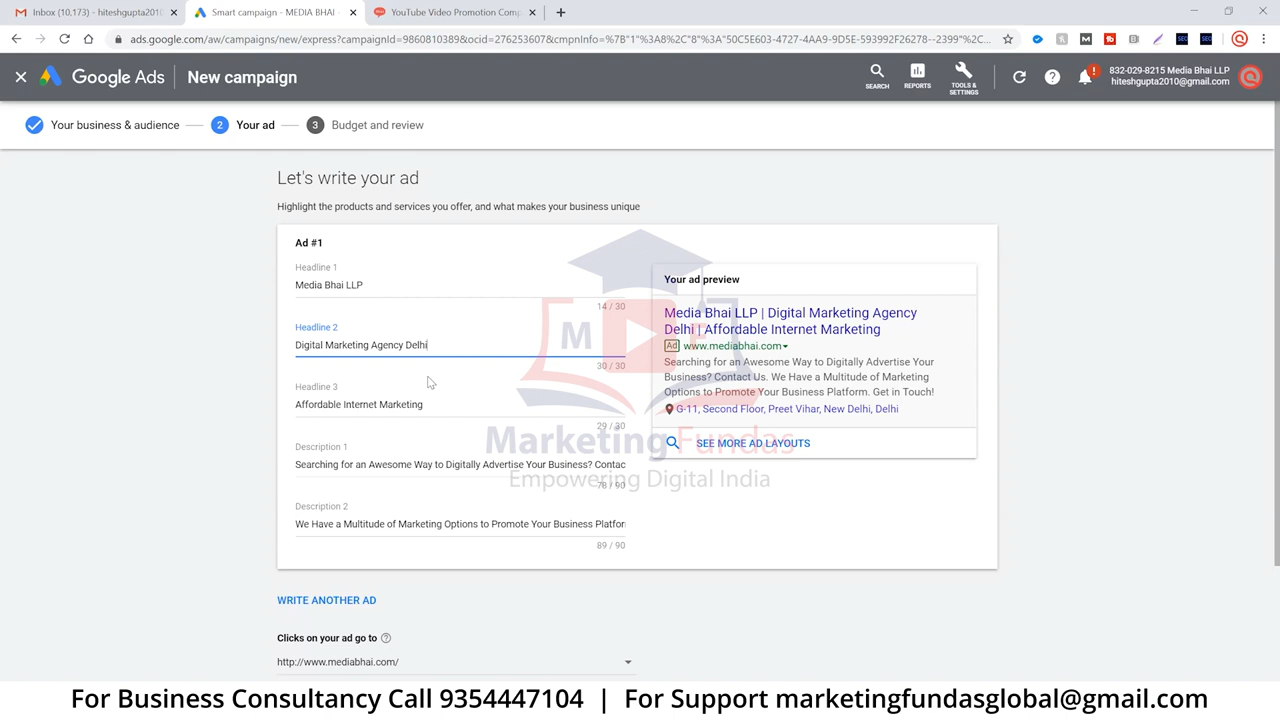 Inbox (10,173) - hiteshgupta2010
Smart campaign - MEDIA BHAI -
YouTube Video Promotion Comp
ads.google.com/aw/campaigns/new/express?campaignId=9860810389&ocid=276253607&cmpnInfo=%7B"1"%3A8%2C"8"%3A"50C5E603-4727-4AA9-9D5E-593992F26278--2399"%2C...
Google Ads
New campaign
SEARCH
REPORTS
TOOLS &
SETTINGS
832-029-8215 Media Bhai LLP
hiteshgupta2010@gmail.com
Your business & audience
2 Your ad
3 Budget and review
Let's write your ad
Highlight the products and services you offer, and what makes your business unique
Ad #1
Headline 1
Media Bhai LLP
14 / 30
Headline 2
Digital Marketing Agency Delhi
30 / 30
Headline 3
Affordable Internet Marketing
29 / 30
Description 1
Searching for an Awesome Way to Digitally Advertise Your Business? Contac
78 / 90
Description 2
We Have a Multitude of Marketing Options to Promote Your Business Platfor
89 / 90
Your ad preview
Media Bhai LLP | Digital Marketing Agency
Delhi | Affordable Internet Marketing
Ad www.mediabhai.com
Searching for an Awesome Way to Digitally Advertise Your
Business? Contact Us. We Have a Multitude of Marketing
Options to Promote Your Business Platform. Get in Touch!
G-11, Second Floor, Preet Vihar, New Delhi, Delhi
SEE MORE AD LAYOUTS
M
Marketing Fundas
Empowering Digital India
WRITE ANOTHER AD
Clicks on your ad go to
http://www.mediabhai.com/
For Business Consultancy Call 9354447104 | For Support marketingfundasglobal@gmail.com